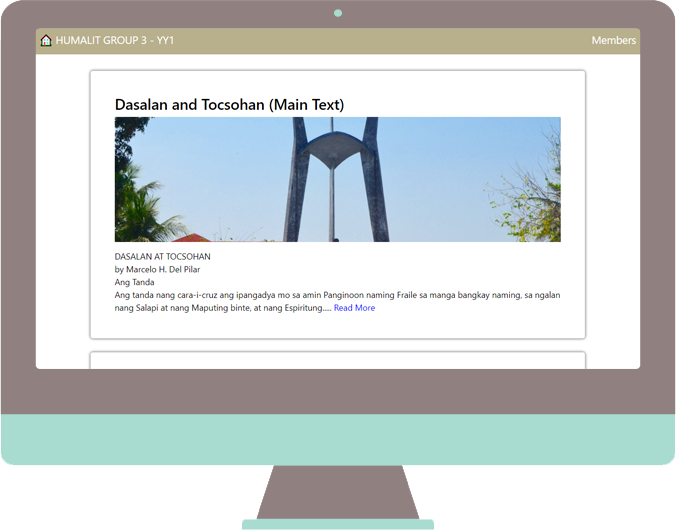 HUMALIT GROUP 3 - YY1
Members
Dasalan and Tocsohan (Main Text)
DASALAN AT TOCSOHAN
by Marcelo H. Del Pilar
Ang Tanda
Ang tanda nang cara-i-cruz ang ipangadya mo sa amin Panginoon naming Fraile sa manga bangkay naming, sa ngalan
nang Salapi at nang Maputing binte, at nang Espiritung..... Read More